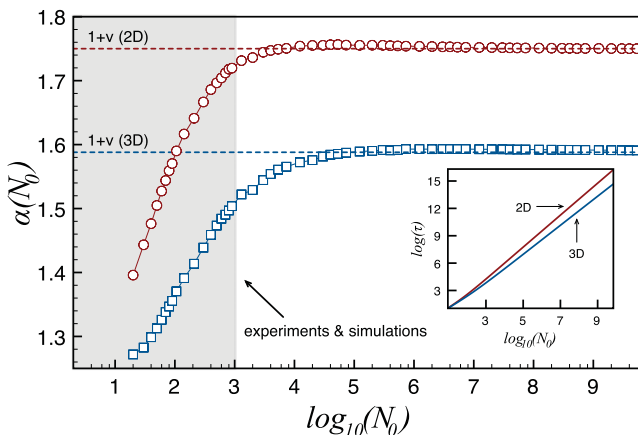 1.8
1.7
1.6
1.5
1.4
1.3
α(N₀)
1+ν (2D)
1+ν (3D)
experiments & simulations
1 2 3 4 5 6 7 8 9
log₁₀(N₀)
15
12
9
6
3
log(τ)
2D
3D
3 5 7 9
log₁₀(N₀)